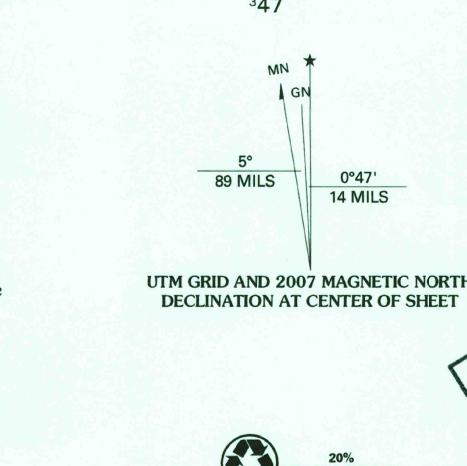 ³47
MN
GN
5°
89 MILS
0°47'
14 MILS
UTM GRID AND 2007 MAGNETIC NORTH
DECLINATION AT CENTER OF SHEET
20%